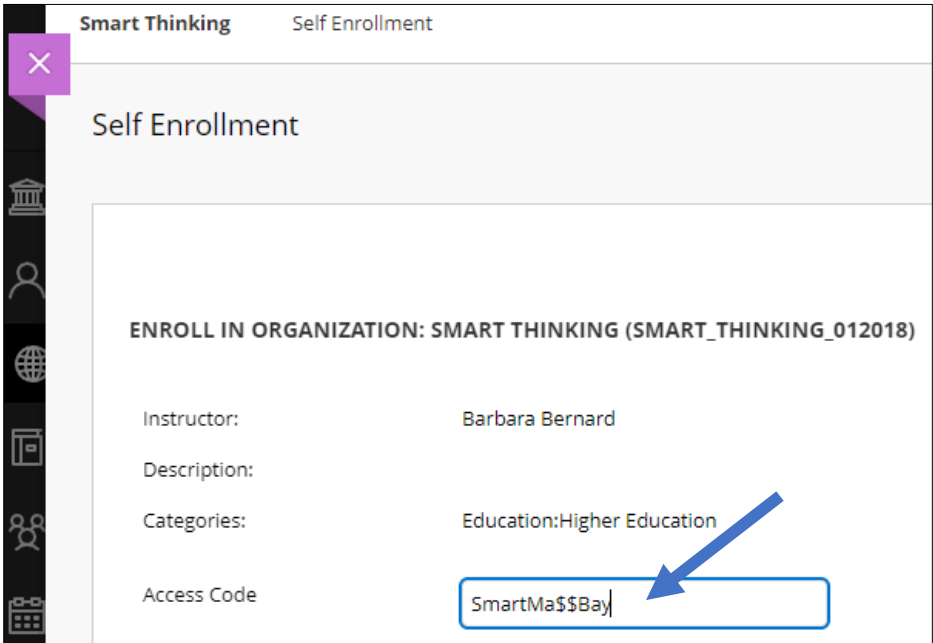 Smart Thinking Self Enrollment
Self Enrollment
ENROLL IN ORGANIZATION: SMART THINKING (SMART_THINKING_012018)
Instructor: Barbara Bernard
Description:
Categories: Education:Higher Education
Access Code SmartMa$$Bay